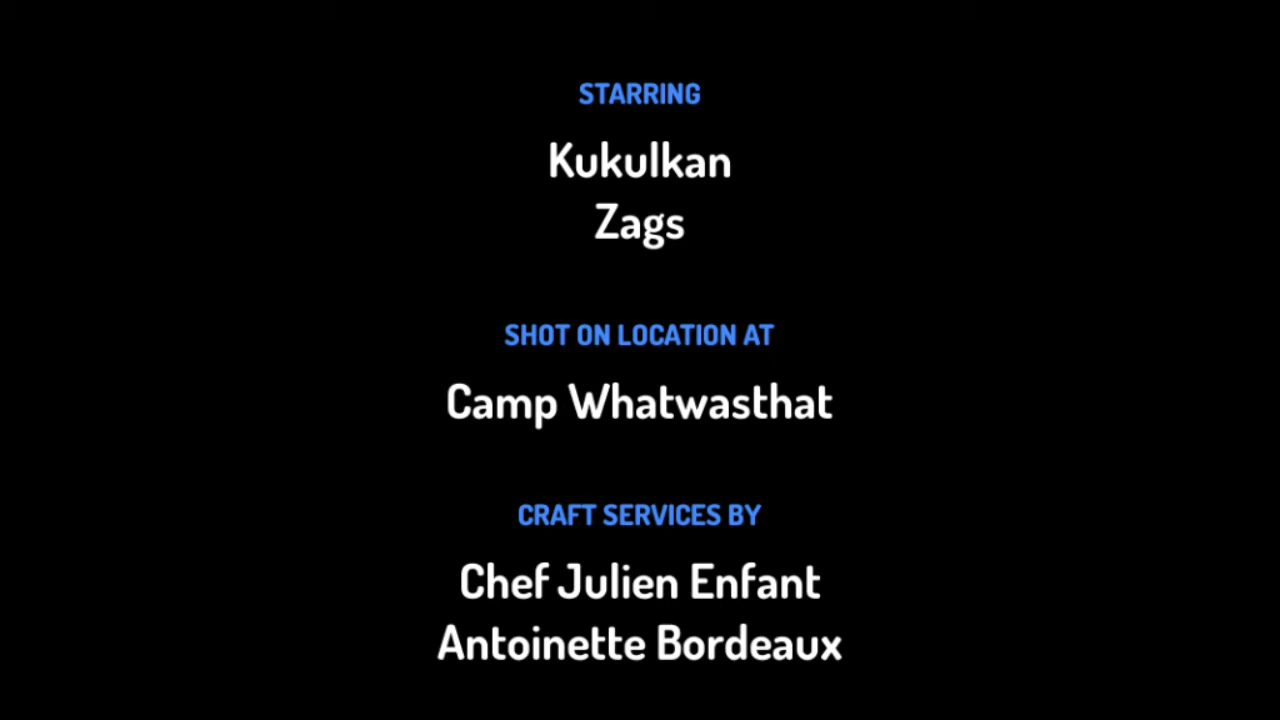 STARRING
Kukulkan
Zags
SHOT ON LOCATION AT
Camp Whatwasthat
CRAFT SERVICES BY
Chef Julien Enfant
Antoinette Bordeaux